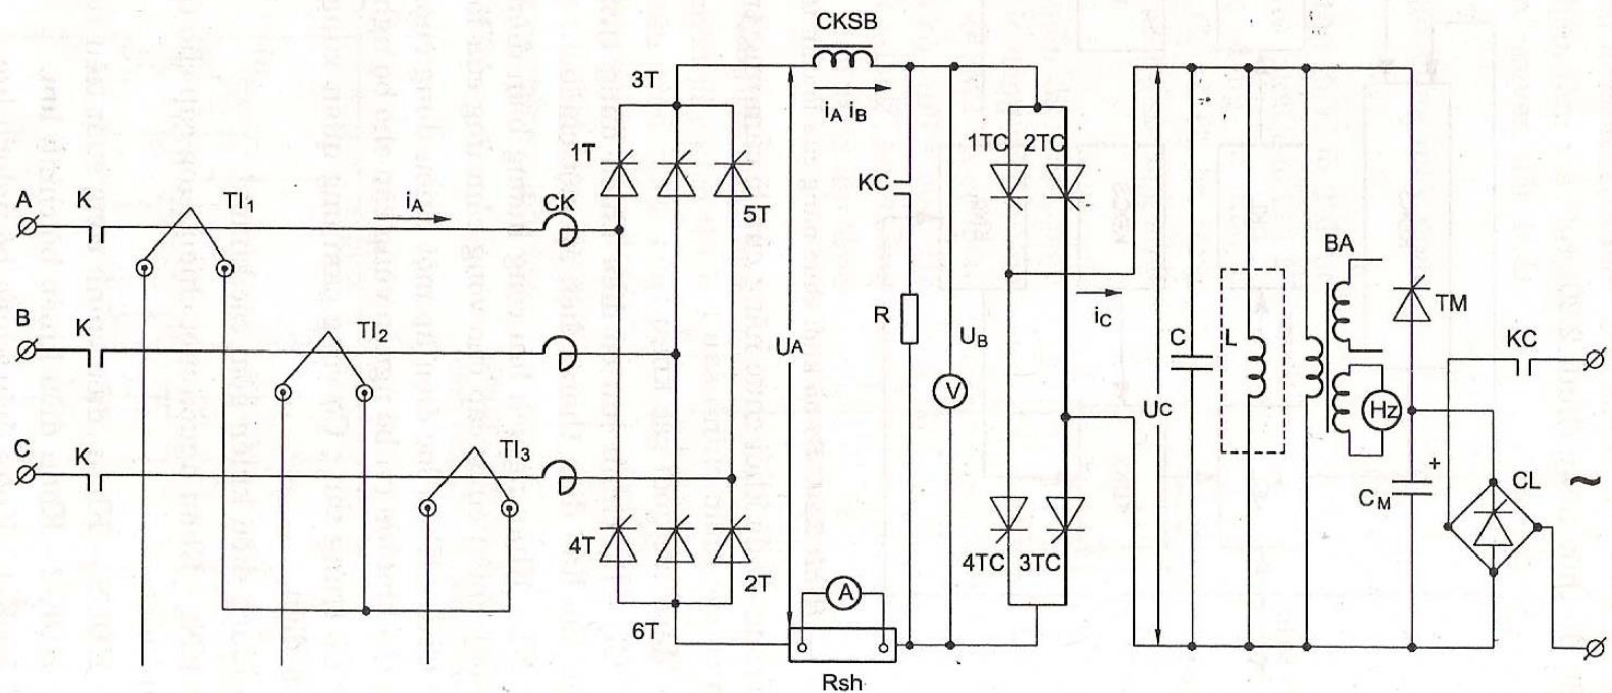 CKSB
3T
iA iB
1T
1TC 2TC
KC
A K TI1 iA CK
5T
BA
iC
TM
R
UA
UB
C
L
KC
B K TI2
V
UC
Hz
C K TI3
+
CM
CL
~
4T
4TC 3TC
2T
A
6T
Rsh